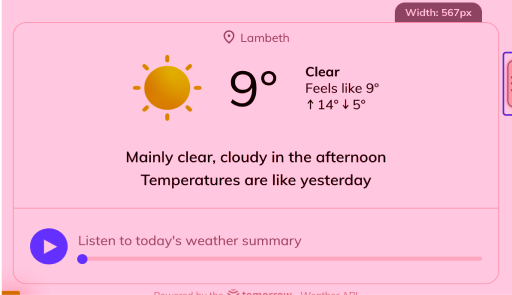 Width: 567px
Lambeth
9°
Clear
Feels like 9°
↑ 14° ↓ 5°
Mainly clear, cloudy in the afternoon
Temperatures are like yesterday
Listen to today's weather summary
Powered by the tomorrow Weather API